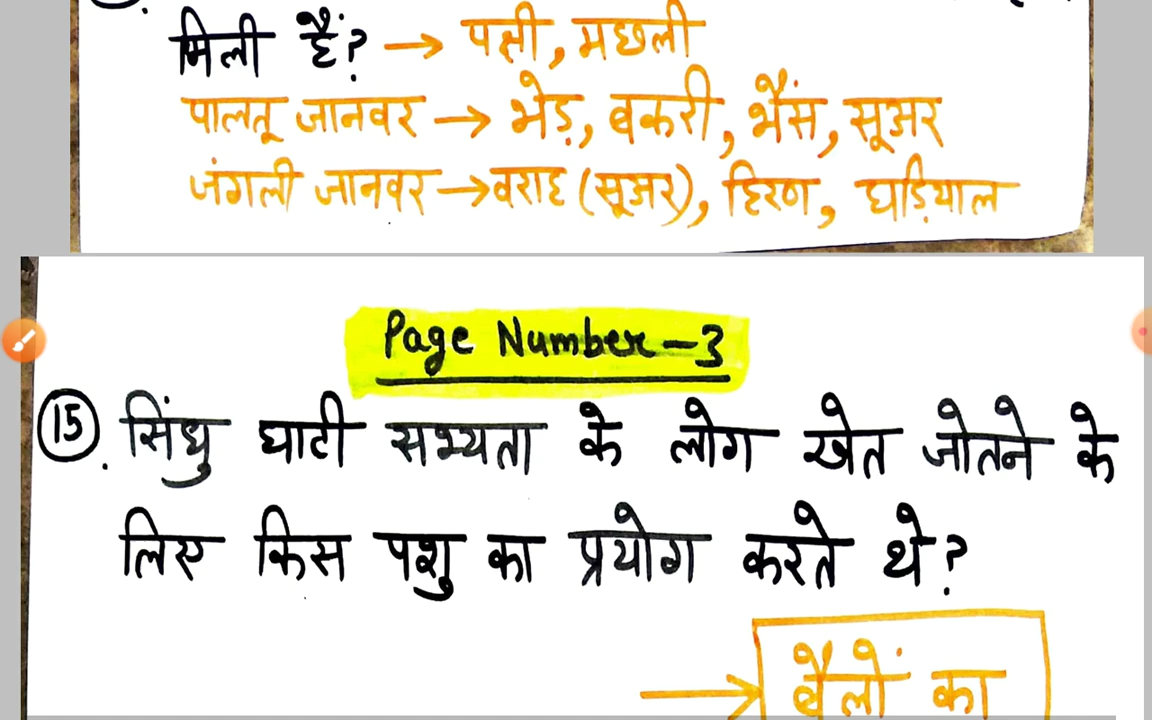 मिली हैं? → पक्षी, मछली
पालतू जानवर → भेड़, बकरी, भैंस, सूअर
जंगली जानवर → वराह (सूअर), हिरण, घड़ियाल
Page Number-3
15. सिंधु घाटी सभ्यता के लोग खेत जोतने के
लिए किस पशु का प्रयोग करते थे?
→ बैलों का